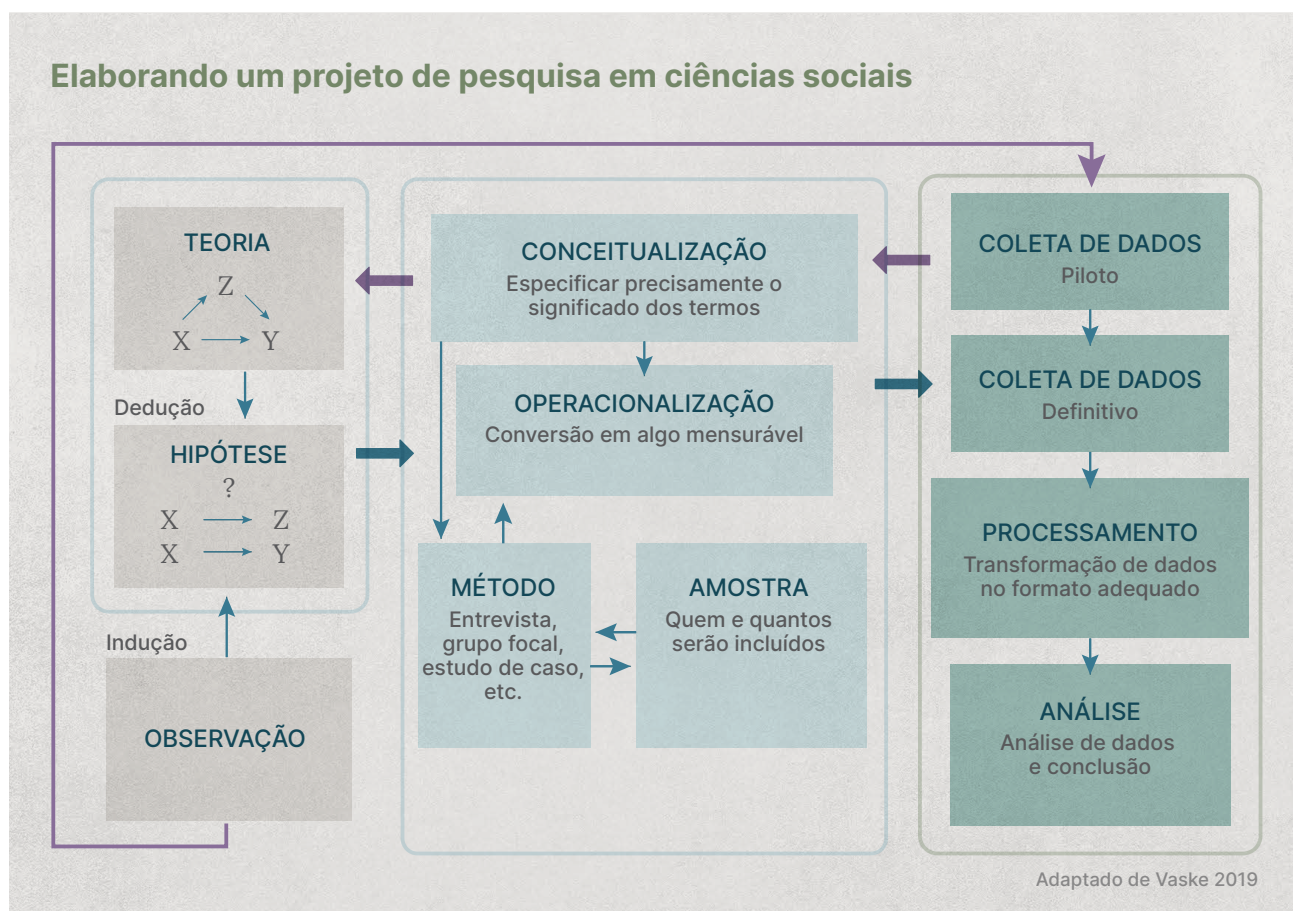 Elaborando um projeto de pesquisa em ciências sociais
TEORIA
Z
X Y
Dedução
HIPÓTESE
?
X Z
X Y
Indução
OBSERVAÇÃO
CONCEITUALIZAÇÃO
Especificar precisamente o
significado dos termos
OPERACIONALIZAÇÃO
Conversão em algo mensurável
MÉTODO
Entrevista,
grupo focal,
estudo de caso,
etc.
AMOSTRA
Quem e quantos
serão incluídos
COLETA DE DADOS
Piloto
COLETA DE DADOS
Definitivo
PROCESSAMENTO
Transformação de dados
no formato adequado
ANÁLISE
Análise de dados
e conclusão
Adaptado de Vaske 2019